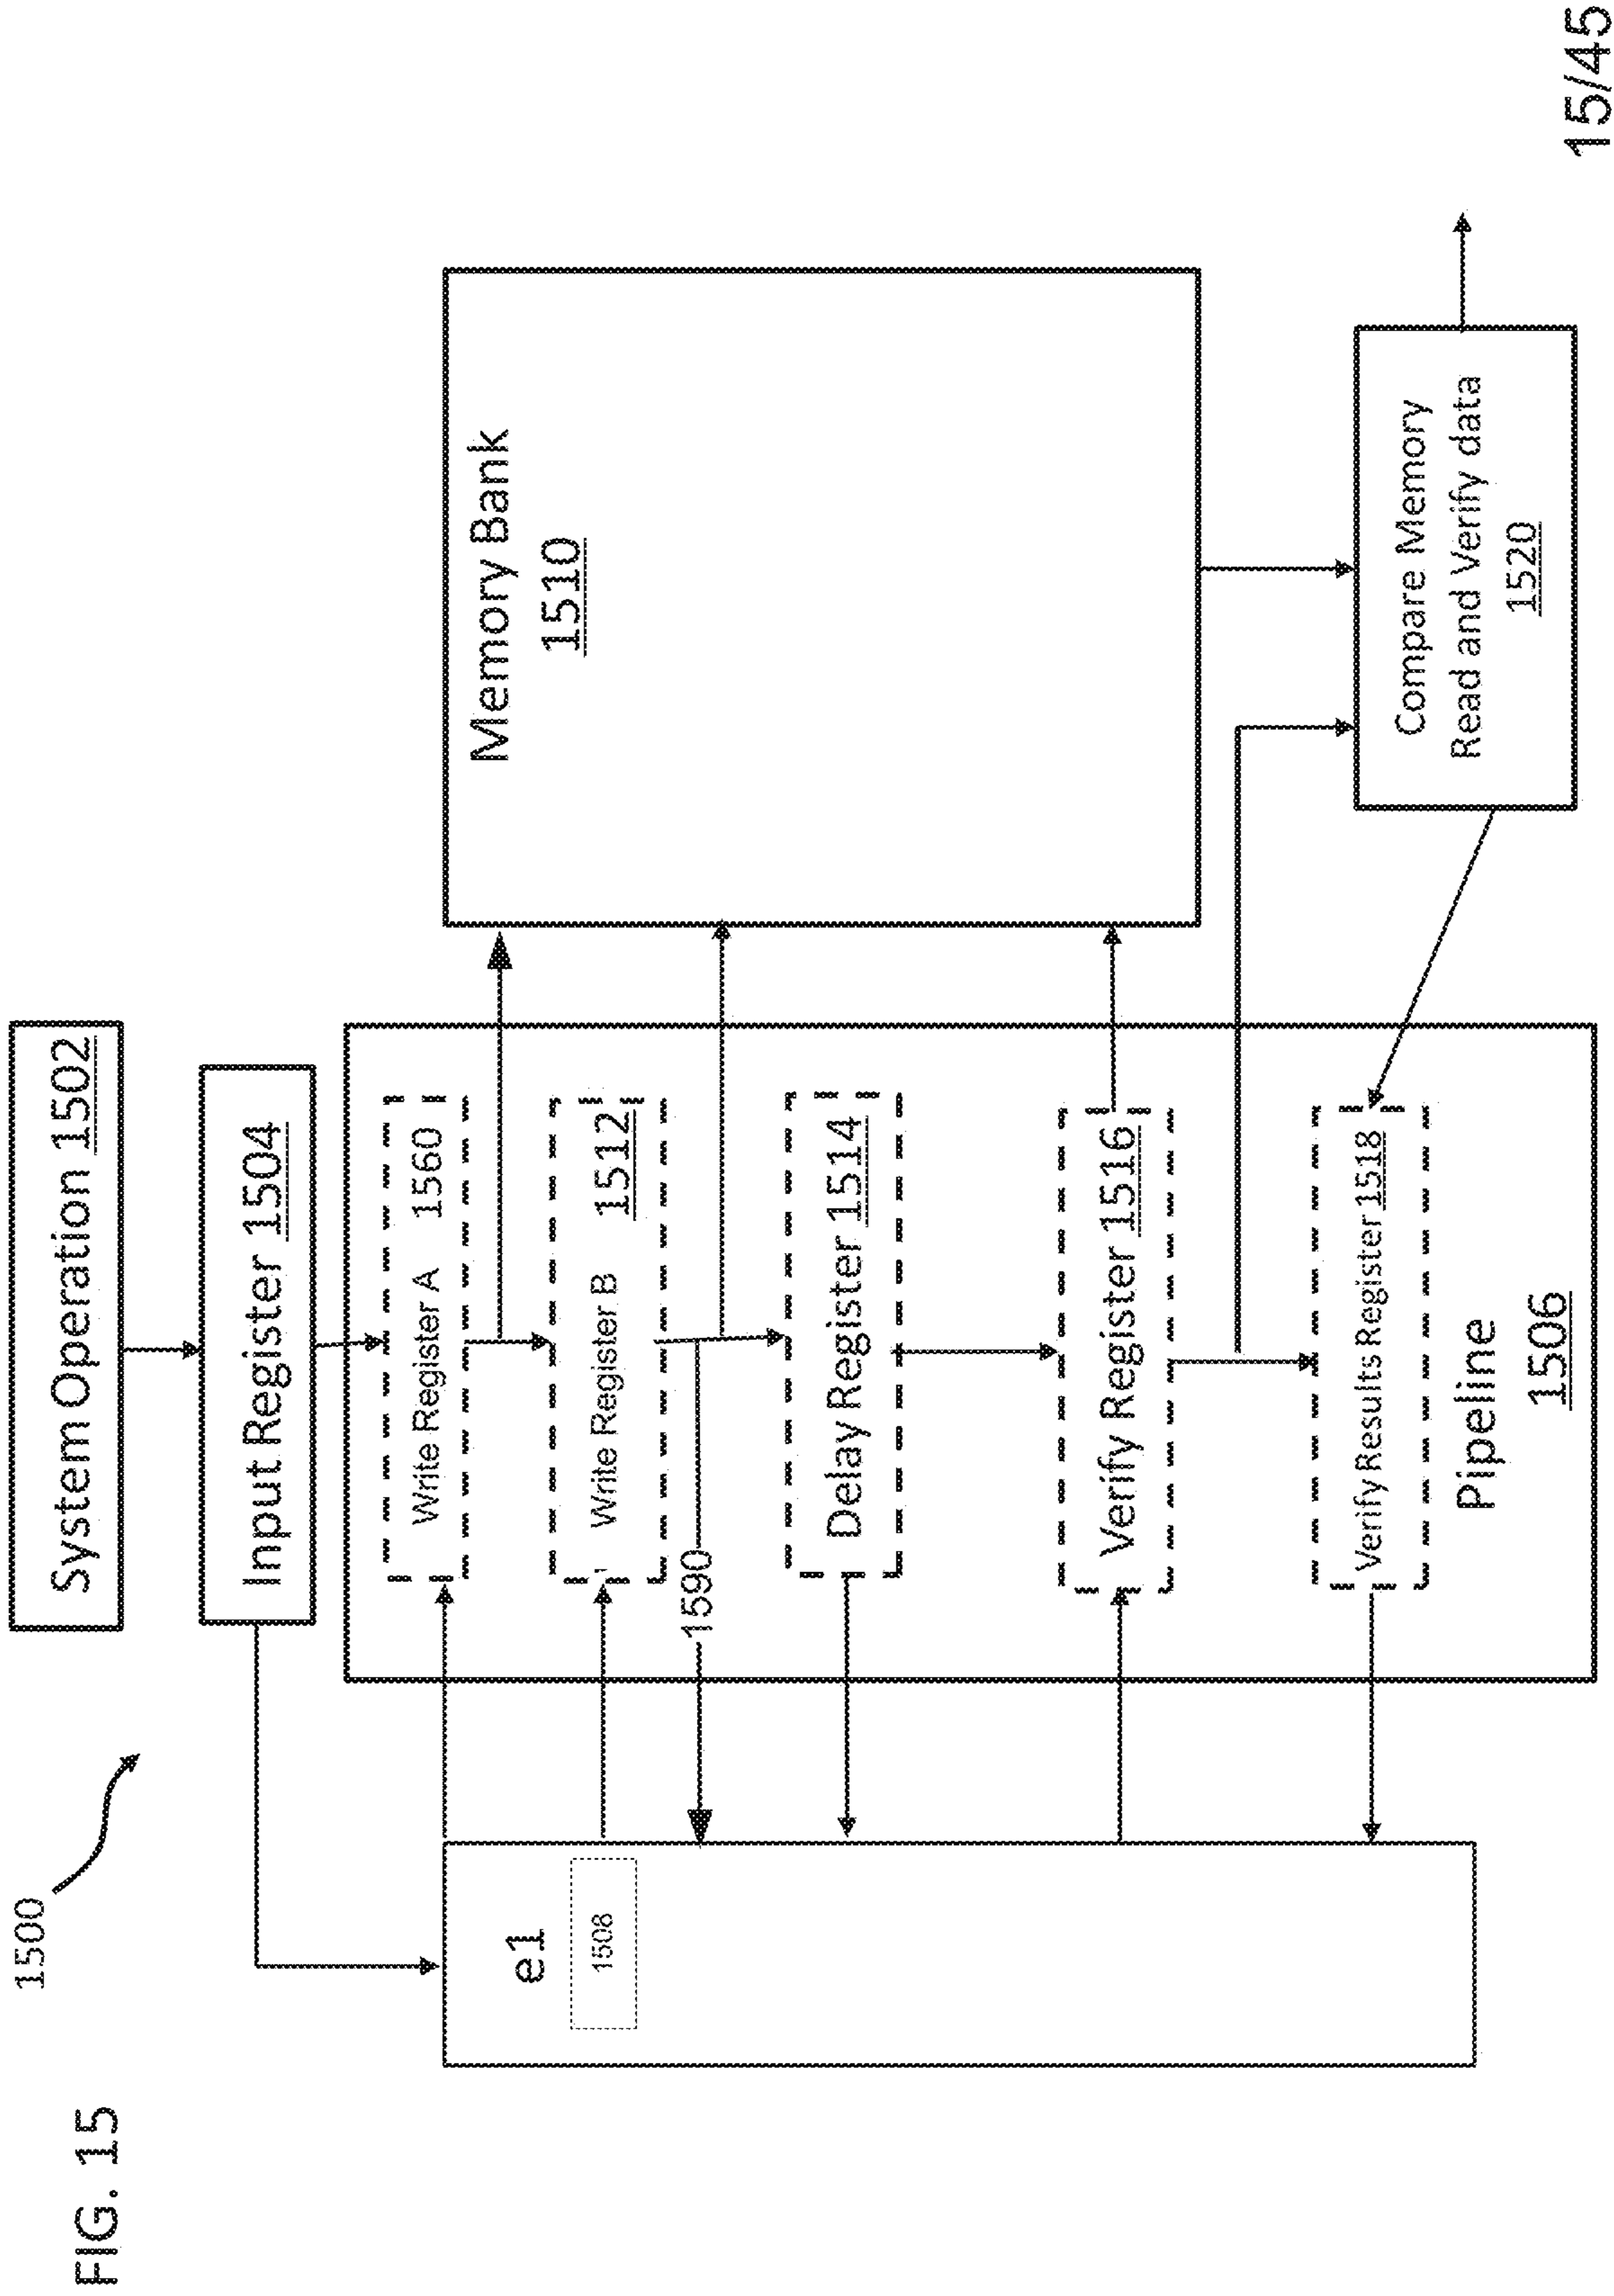 FIG. 15
1500
System Operation 1502
Input Register 1504
e1
1508
Write Register A 1560
Write Register B 1512
1590
Delay Register 1514
Verify Register 1516
Verify Results Register 1518
Pipeline
1506
Memory Bank
1510
Compare Memory
Read and Verify data
1520
15/45